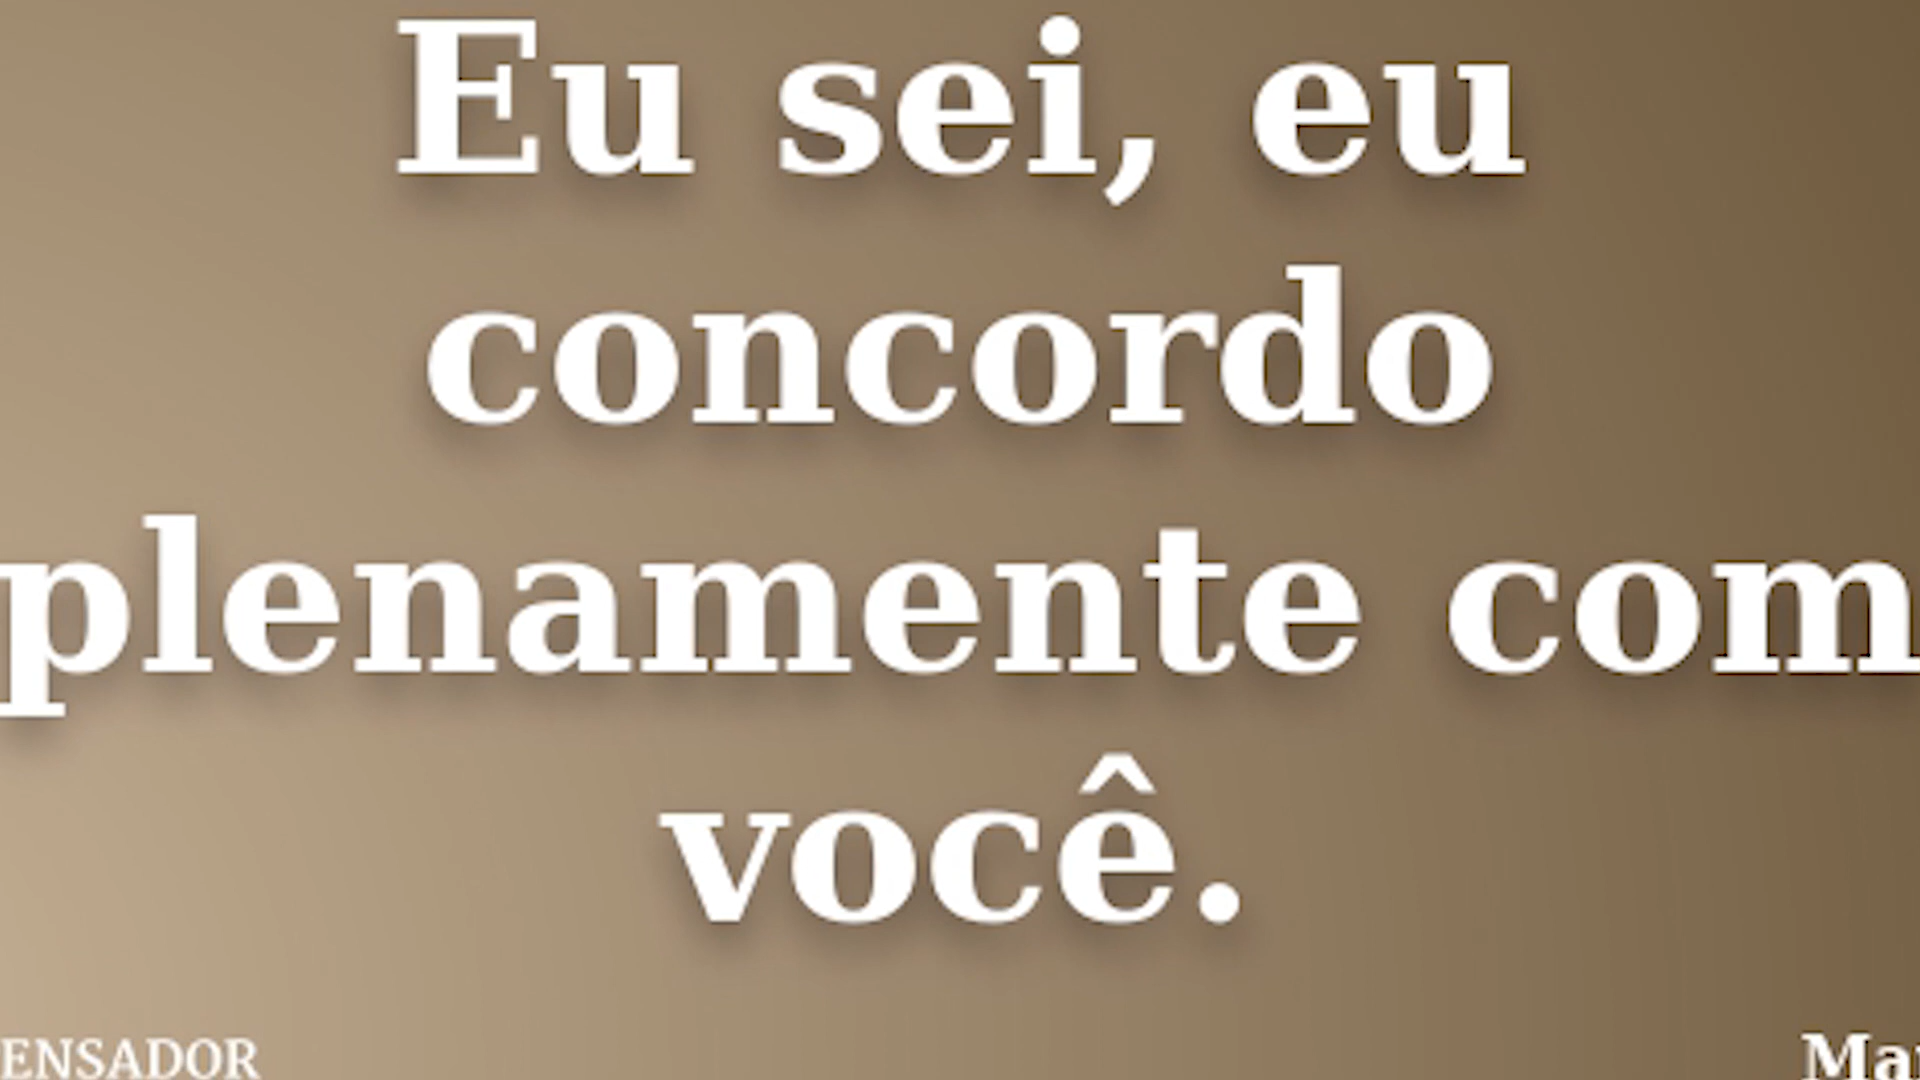 Eu sei, eu
concordo
plenamente com
você.
ENSADOR